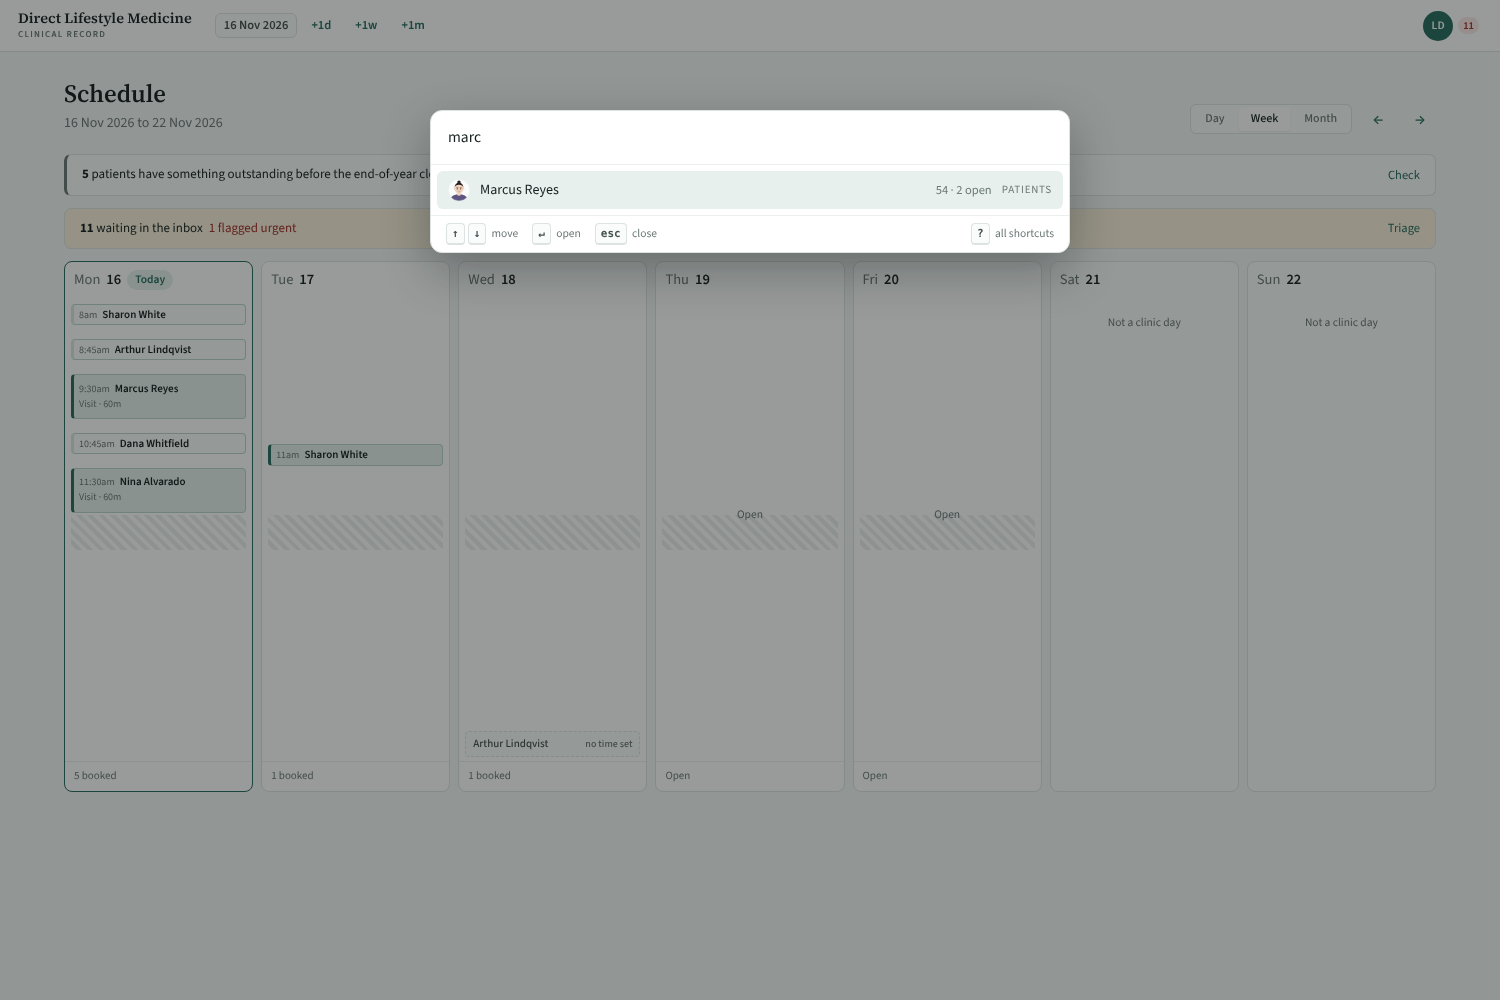 Direct Lifestyle Medicine
CLINICAL RECORD
16 Nov 2026 +1d +1w +1m
LD 11
Schedule
16 Nov 2026 to 22 Nov 2026
Day Week Month ← →
marc
Marcus Reyes 54 · 2 open PATIENTS
↑ ↓ move ↵ open esc close ? all shortcuts
5 patients have something outstanding before the end-of-year
Check
11 waiting in the inbox 1 flagged urgent
Triage
Mon 16 Today
8am Sharon White
8:45am Arthur Lindqvist
9:30am Marcus Reyes
Visit · 60m
10:45am Dana Whitfield
11:30am Nina Alvarado
Visit · 60m
5 booked
Tue 17
11am Sharon White
1 booked
Wed 18
Arthur Lindqvist no time set
1 booked
Thu 19
Open
Open
Fri 20
Open
Open
Sat 21
Not a clinic day
Sun 22
Not a clinic day